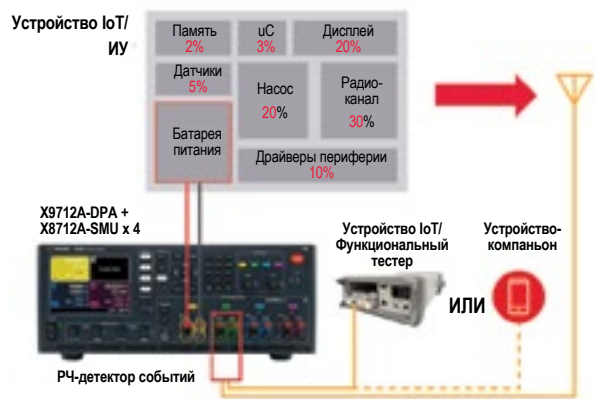 Устройство IoT/
ИУ
Память
2%
uC
3%
Дисплей
20%
Датчики
5%
Насос
20%
Радио-
канал
30%
Батарея
питания
Драйверы периферии
10%
X9712A-DPA +
X8712A-SMU x 4
Устройство IoT/
Функциональный
тестер
ИЛИ
Устройство-
компаньон
РЧ-детектор событий